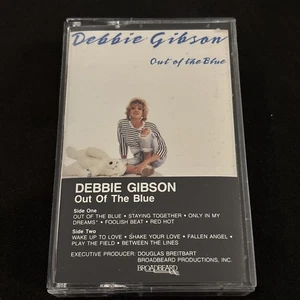 Debbie Gibson
Out of the Blue
DEBBIE GIBSON
Out Of The Blue
Side One
OUT OF THE BLUE • STAYING TOGETHER • ONLY IN MY
DREAMS • FOOLISH BEAT • RED HOT
Side Two
WAKE UP TO LOVE • SHAKE YOUR LOVE • FALLEN ANGEL •
PLAY THE FIELD • BETWEEN THE LINES
EXECUTIVE PRODUCER: DOUGLAS BREITBART
BROADBEARD PRODUCTIONS, INC.
BROADBEARD